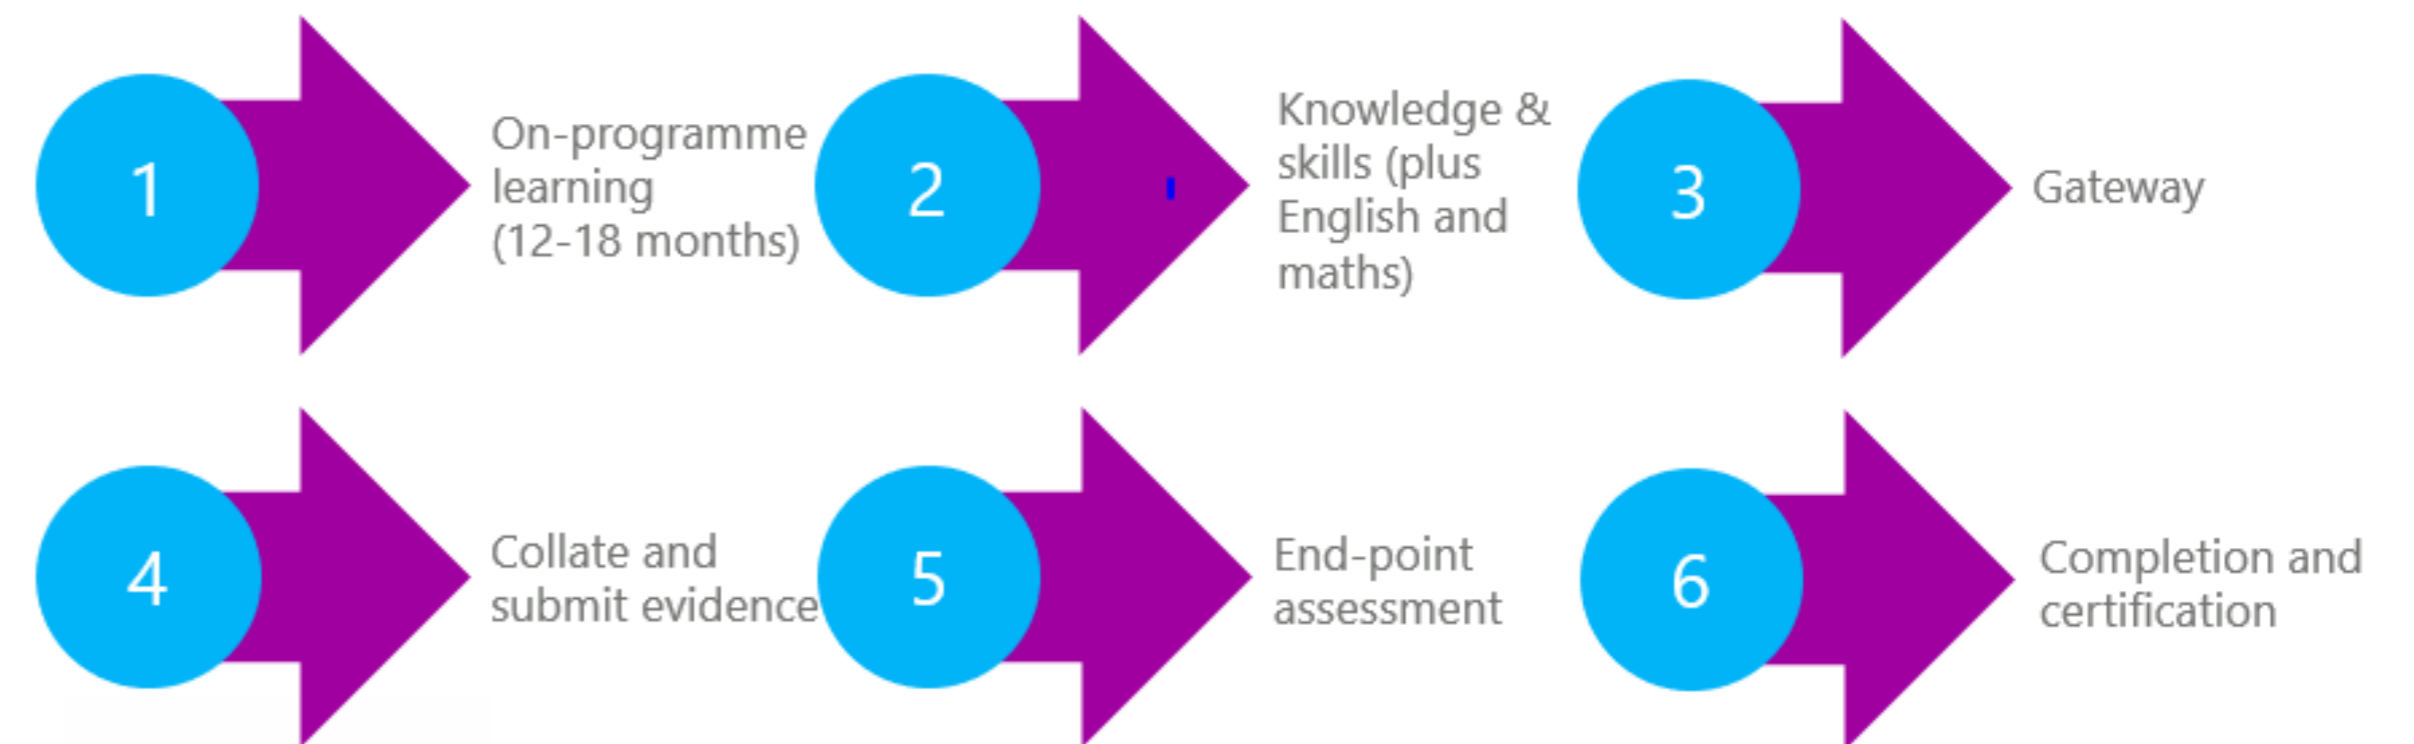 1
On-programme
learning
(12-18 months)
2
Knowledge &
skills (plus
English and
maths)
3
Gateway
4
Collate and
submit evidence
5
End-point
assessment
6
Completion and
certification